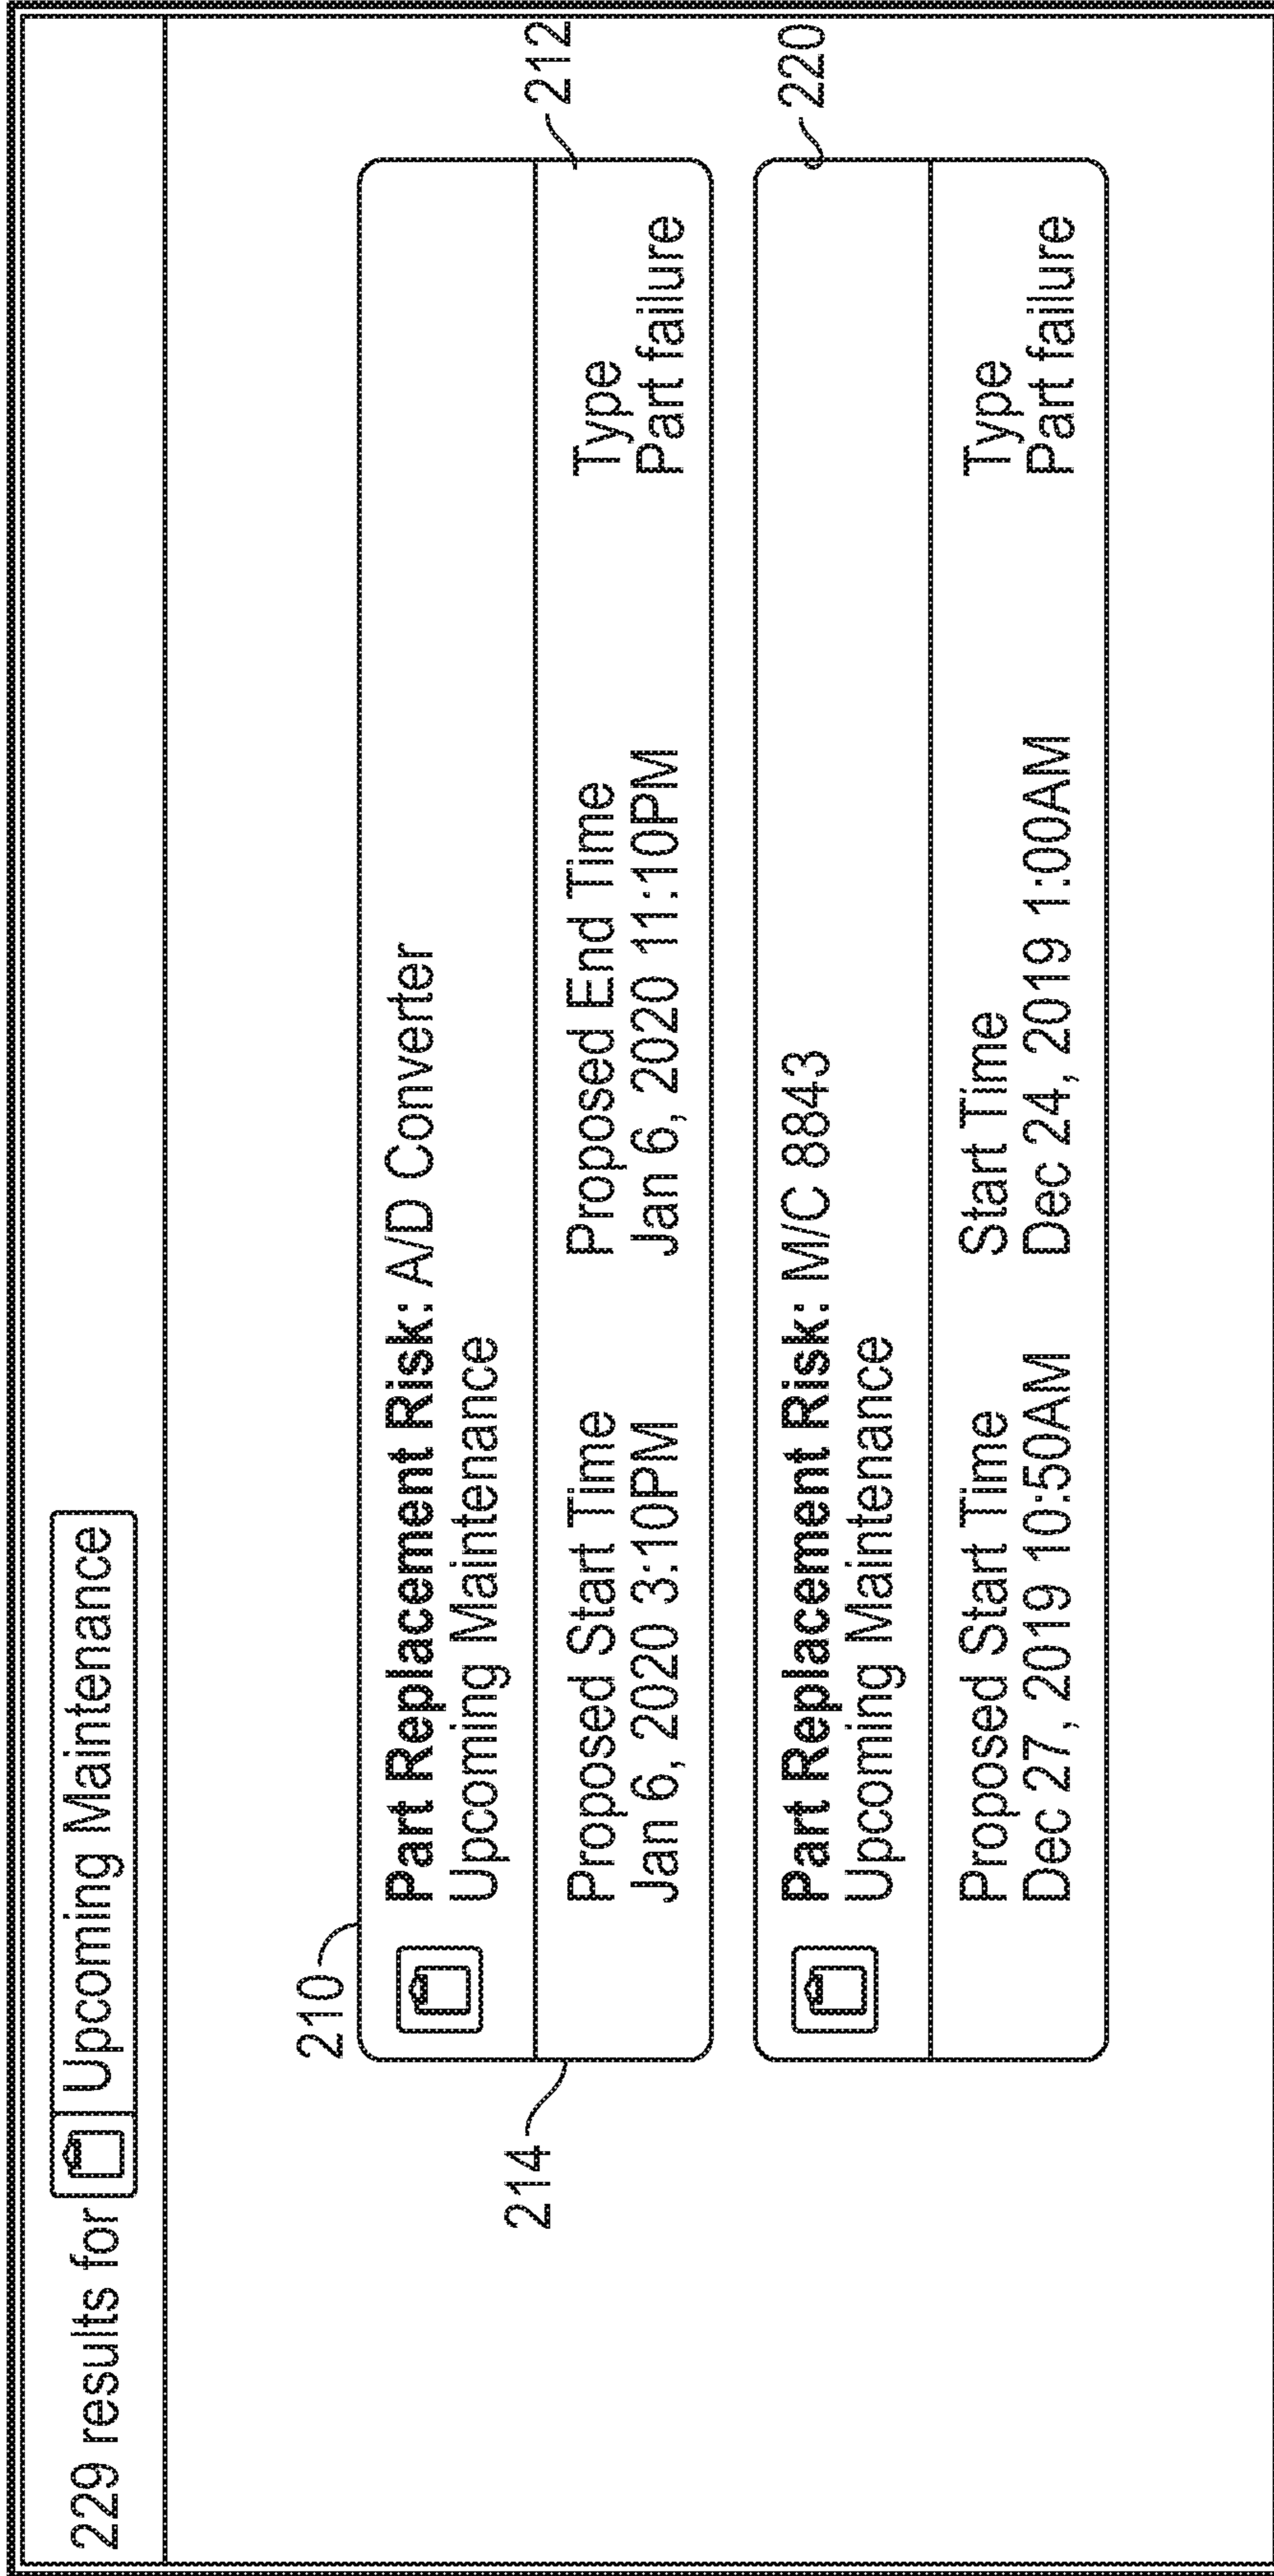 229 results for Upcoming Maintenance
210
Part Replacement Risk: A/D Converter
Upcoming Maintenance
214
212
Proposed Start Time Proposed End Time Type
Jan 6, 2020 3:10PM Jan 6, 2020 11:10PM Part failure
220
Part Replacement Risk: M/C 8843
Upcoming Maintenance
Proposed Start Time Start Time Type
Dec 27, 2019 10:50AM Dec 24, 2019 1:00AM Part failure